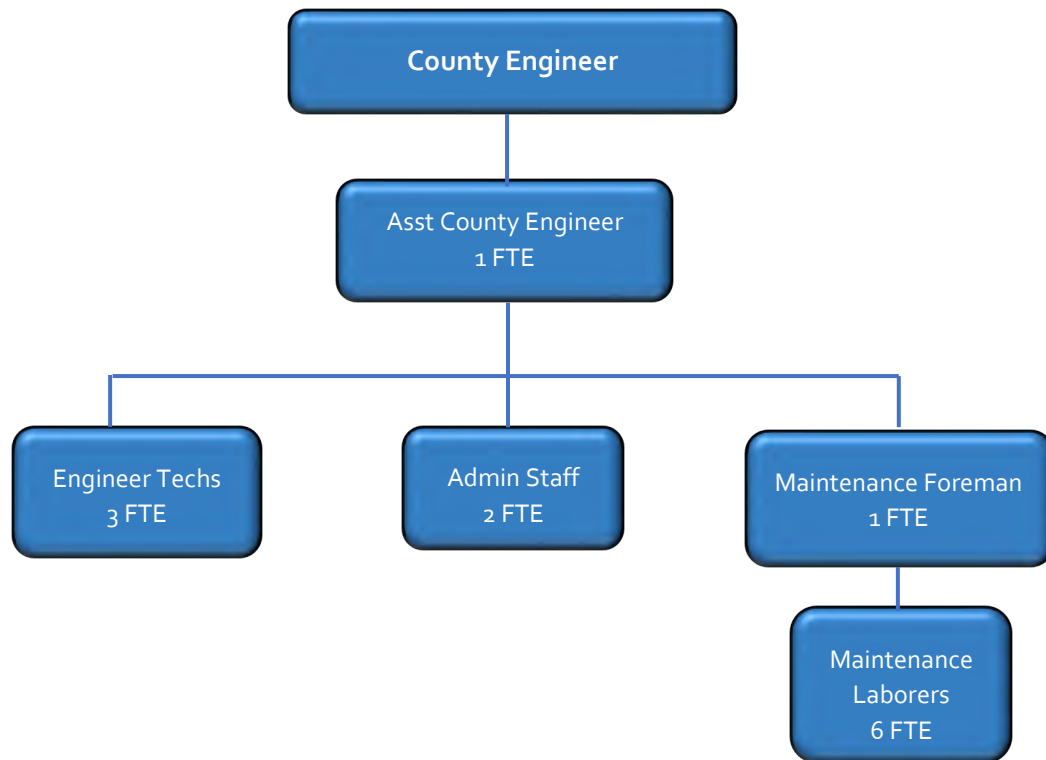 County Engineer
Asst County Engineer
1 FTE
Engineer Techs
3 FTE
Admin Staff
2 FTE
Maintenance Foreman
1 FTE
Maintenance
Laborers
6 FTE